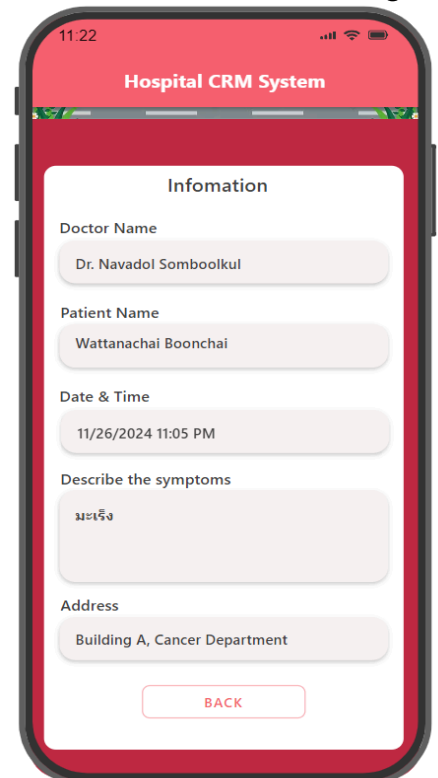 11:22
Hospital CRM System
Infomation
Doctor Name
Dr. Navadol Somboolkul
Patient Name
Wattanachai Boonchai
Date & Time
11/26/2024 11:05 PM
Describe the symptoms
มะเร็ง
Address
Building A, Cancer Department
BACK